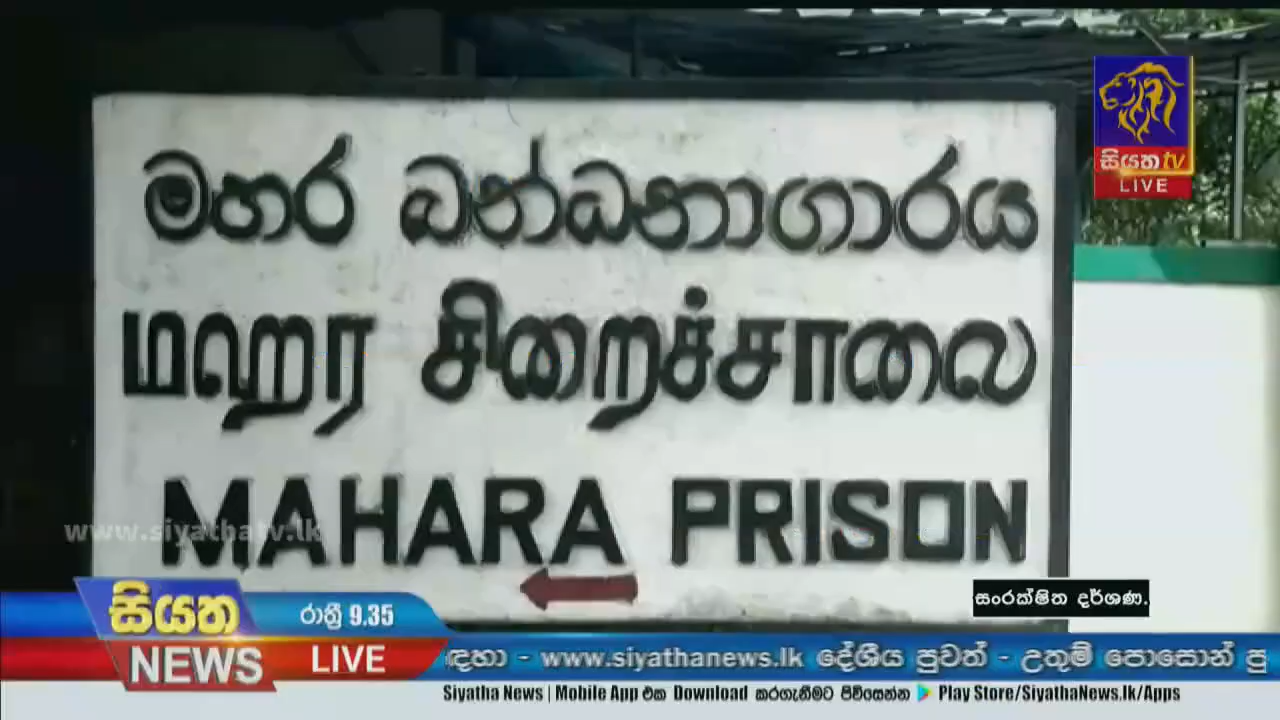 මහර බන්ධනාගාරය
மஹர சிறைச்சாலை
MAHARA PRISON
සියත tv
LIVE
www.siyathatv.lk
සංරක්ෂිත දර්ශණ.
සියත
NEWS
රාත්‍රී 9.35
LIVE
ඳහා - www.siyathanews.lk දේශීය පුවත් - උතුම් පොසොන් පු
Siyatha News | Mobile App එක Download කරගැනීමට පිවිසෙන්න Play Store/SiyathaNews.lk/Apps